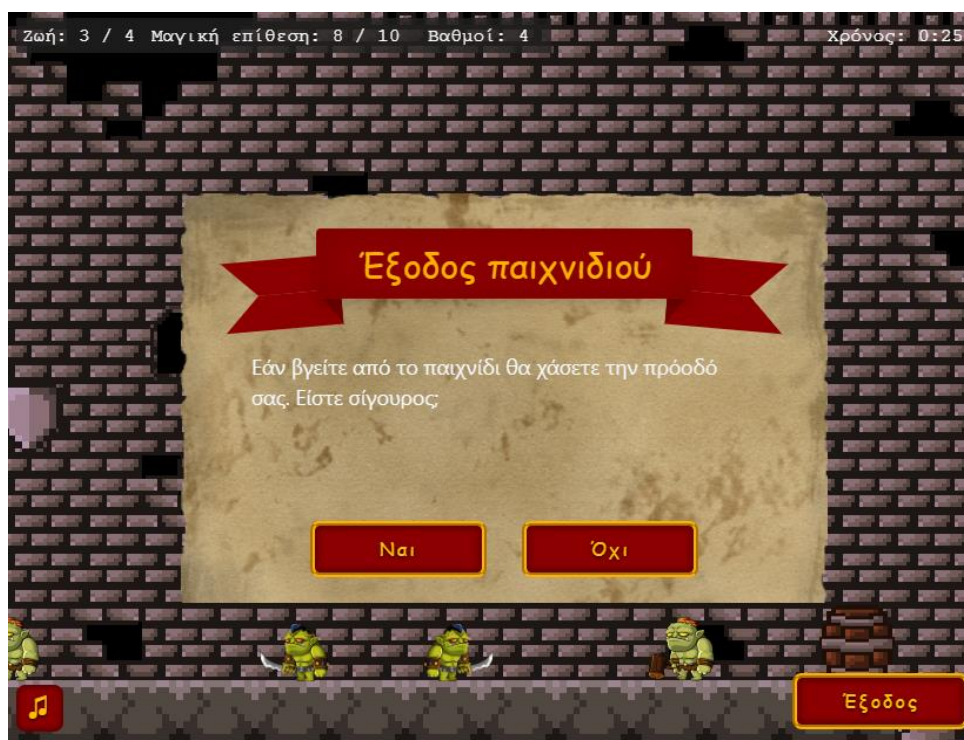 Ζωή: 3 / 4 Μαγική επίθεση: 8 / 10 Βαθμοί: 4 Χρόνος: 0:25
Έξοδος παιχνιδιού
Εάν βγείτε από το παιχνίδι θα χάσετε την πρόοδό
σας. Είστε σίγουρος;
Ναι Όχι
Έξοδος